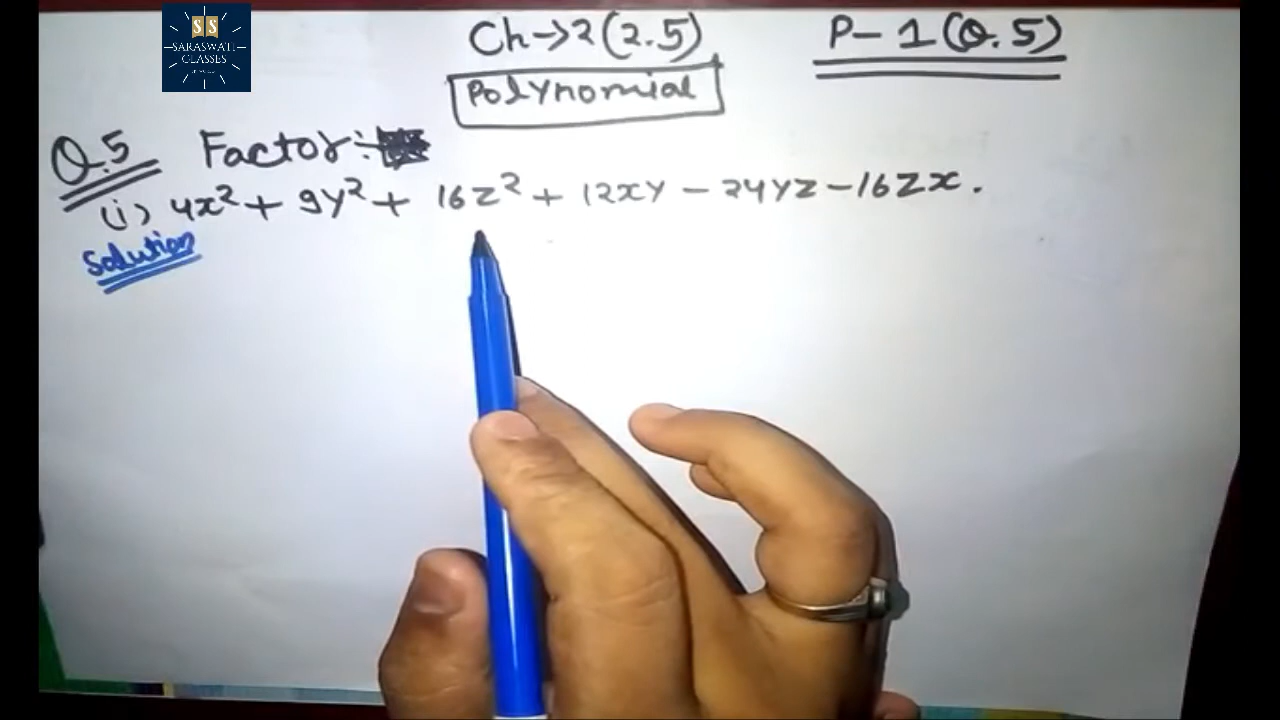 SS
SARASWATI
CLASSES
Ch→2(2.5)
P-1(Q.5)
Polynomial
Q.5 Factor:-
(i) 4x²+ 9y²+ 16z² + 12xy - 24yz - 16zx.
Solution